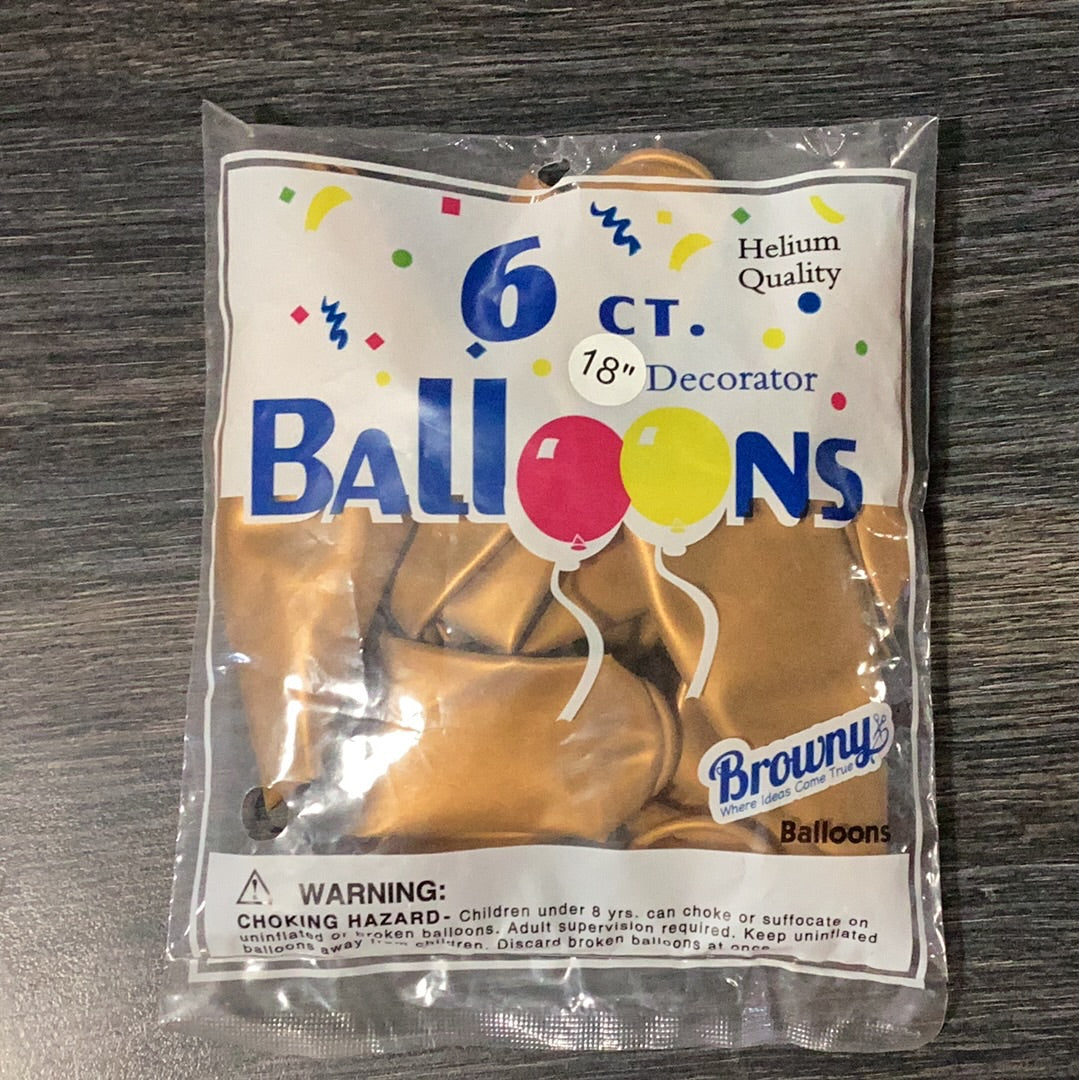 Helium
Quality
6 CT.
18"
Decorator
BAllOONS
Browny
Where Ideas Come True
Balloons
WARNING:
CHOKING HAZARD- Children under 8 yrs. can choke or suffocate on
uninflated or broken balloons. Adult supervision required. Keep uninflated
balloons away from children. Discard broken balloons at once.